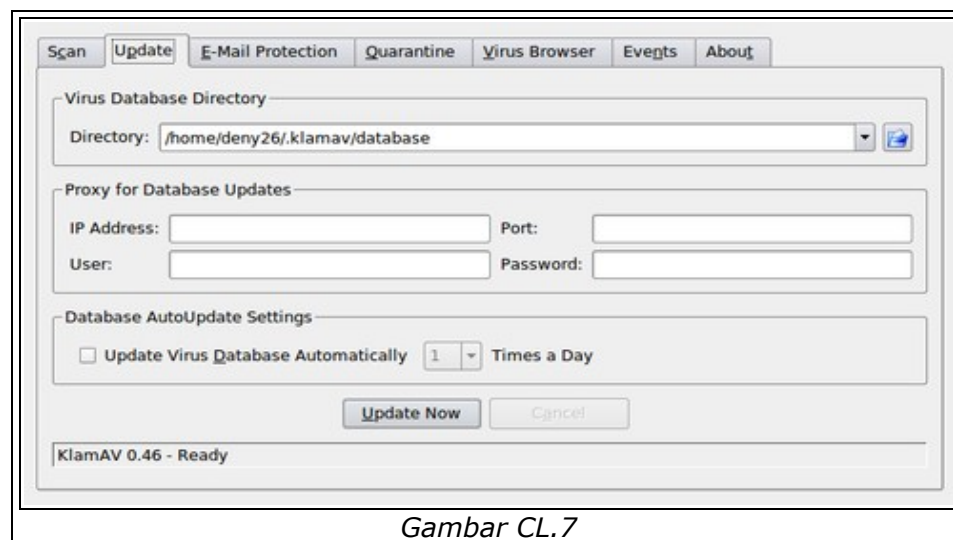 Scan Update E-Mail Protection Quarantine Virus Browser Events About
Virus Database Directory
Directory: /home/deny26/.klamav/database
Proxy for Database Updates
IP Address: Port:
User: Password:
Database AutoUpdate Settings
Update Virus Database Automatically 1 Times a Day
Update Now Cancel
KlamAV 0.46 - Ready
Gambar CL.7